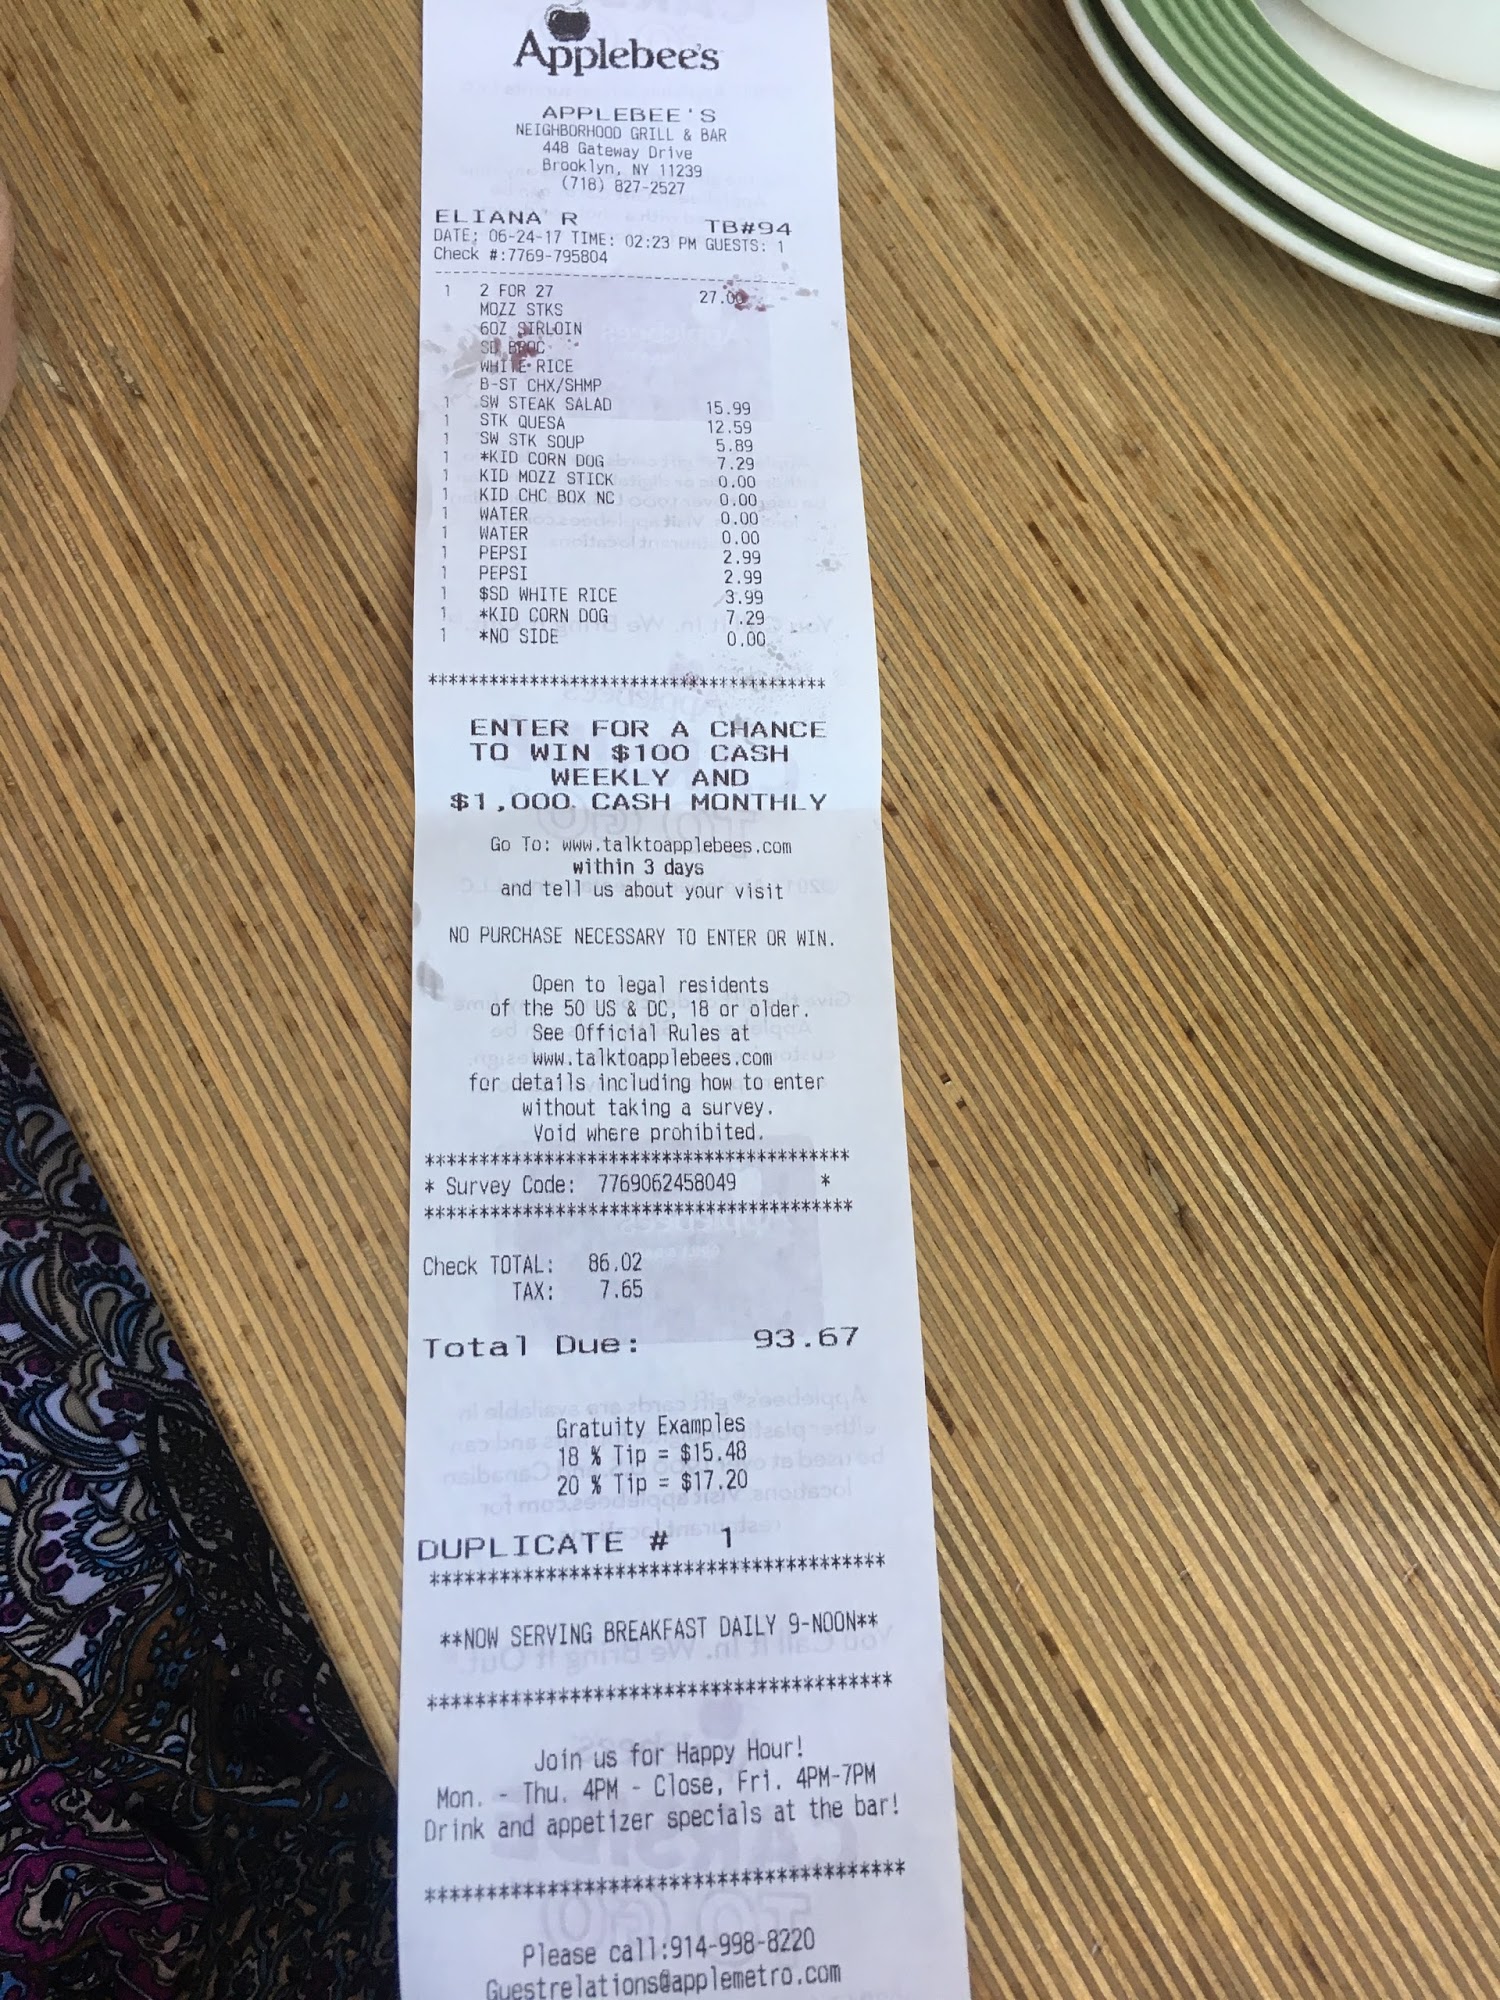 Applebee's
APPLEBEE'S
NEIGHBORHOOD GRILL & BAR
448 Gateway Drive
Brooklyn, NY 11239
(718) 827-2527
ELIANA R TB#94
DATE: 06-24-17 TIME: 02:23 PM GUESTS: 1
Check #:7769-795804
1 2 FOR 27 27.00
MOZZ STKS
6OZ SIRLOIN
SD BROC
WHITE RICE
B-ST CHX/SHMP
1 SW STEAK SALAD 15.99
1 STK QUESA 12.59
1 SW STK SOUP 5.89
1 *KID CORN DOG 7.29
1 KID MOZZ STICK 0.00
1 KID CHC BOX NC 0.00
1 WATER 0.00
1 WATER 0.00
1 PEPSI 2.99
1 PEPSI 2.99
1 $SD WHITE RICE 3.99
1 *KID CORN DOG 7.29
1 *NO SIDE 0.00
****************************************
ENTER FOR A CHANCE
TO WIN $100 CASH
WEEKLY AND
$1,000 CASH MONTHLY
Go To: www.talktoapplebees.com
within 3 days
and tell us about your visit
NO PURCHASE NECESSARY TO ENTER OR WIN.
Open to legal residents
of the 50 US & DC, 18 or older.
See Official Rules at
www.talktoapplebees.com
for details including how to enter
without taking a survey.
Void where prohibited.
****************************************
* Survey Code: 7769062458049 *
****************************************
Check TOTAL: 86.02
TAX: 7.65
Total Due: 93.67
Gratuity Examples
18 % Tip = $15.48
20 % Tip = $17.20
DUPLICATE # 1
****************************************
**NOW SERVING BREAKFAST DAILY 9-NOON**
****************************************
Join us for Happy Hour!
Mon. - Thu. 4PM - Close, Fri. 4PM-7PM
Drink and appetizer specials at the bar!
****************************************
Please call:914-998-8220
Guestrelations@applemetro.com